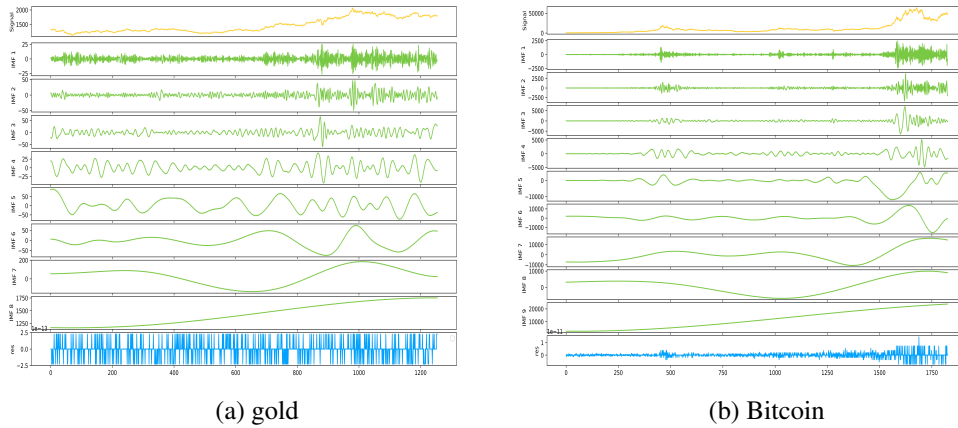 2000
1500
Signal
25
0
−25
IMF 1
50
0
−50
IMF 2
50
0
−50
IMF 3
25
0
−25
IMF 4
50
0
−50
IMF 5
50
0
−50
IMF 6
200
0
IMF 7
1750
1500
1250
IMF 8
1e−13
2.5
0.0
−2.5
res
0
200
400
600
800
1000
1200
(a) gold
50000
0
Signal
2500
0
−2500
IMF 1
2500
0
−2500
IMF 2
5000
0
−5000
IMF 3
5000
0
−5000
IMF 4
0
−10000
IMF 5
10000
0
−10000
IMF 6
10000
0
−10000
IMF 7
10000
0
−10000
IMF 8
20000
10000
IMF 9
1e−11
1
0
res
0
250
500
750
1000
1250
1500
1750
(b) Bitcoin